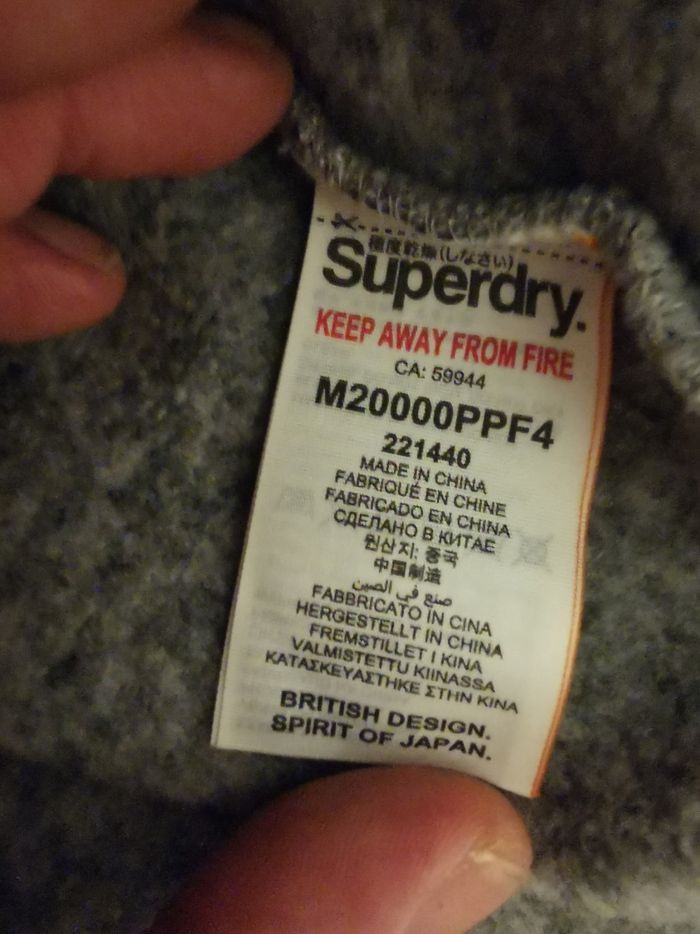 極度乾燥(しなさい)
Superdry.
KEEP AWAY FROM FIRE
CA: 59944
M20000PPF4
221440
MADE IN CHINA
FABRIQUÉ EN CHINE
FABRICADO EN CHINA
СДЕЛАНО В КИТАЕ
원산지: 중국
中国制造
صنع في الصين
FABBRICATO IN CINA
HERGESTELLT IN CHINA
FREMSTILLET I KINA
VALMISTETTU KIINASSA
ΚΑΤΑΣΚΕΥΑΣΤΗΚΕ ΣΤΗΝ ΚΙΝΑ
BRITISH DESIGN.
SPIRIT OF JAPAN.